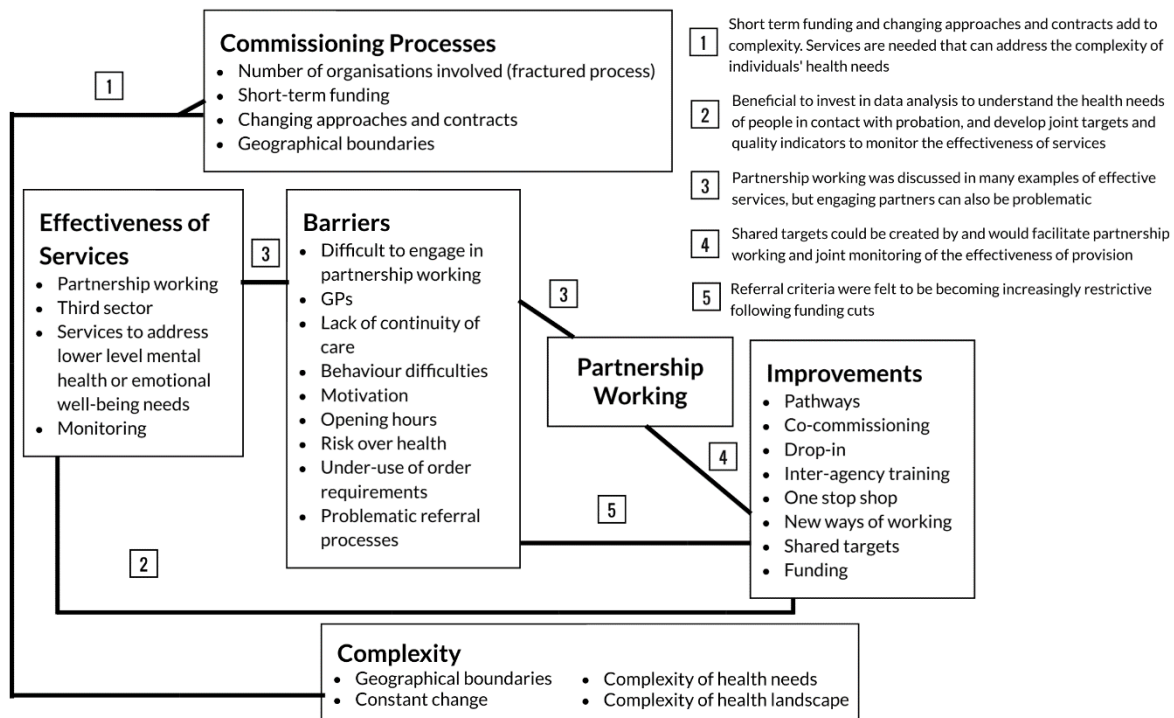 Commissioning Processes
• Number of organisations involved (fractured process)
• Short-term funding
• Changing approaches and contracts
• Geographical boundaries
1
1
Short term funding and changing approaches and contracts add to
complexity. Services are needed that can address the complexity of
individuals' health needs
2
Beneficial to invest in data analysis to understand the health needs
of people in contact with probation, and develop joint targets and
quality indicators to monitor the effectiveness of services
3
Partnership working was discussed in many examples of effective
services, but engaging partners can also be problematic
4
Shared targets could be created by and would facilitate partnership
working and joint monitoring of the effectiveness of provision
5
Referral criteria were felt to be becoming increasingly restrictive
following funding cuts
Effectiveness of
Services
• Partnership working
• Third sector
• Services to address
lower level mental
health or emotional
well-being needs
• Monitoring
3
Barriers
• Difficult to engage in
partnership working
• GPs
• Lack of continuity of
care
• Behaviour difficulties
• Motivation
• Opening hours
• Risk over health
• Under-use of order
requirements
• Problematic referral
processes
3
Partnership
Working
4
5
Improvements
• Pathways
• Co-commissioning
• Drop-in
• Inter-agency training
• One stop shop
• New ways of working
• Shared targets
• Funding
2
Complexity
• Geographical boundaries
• Constant change
• Complexity of health needs
• Complexity of health landscape